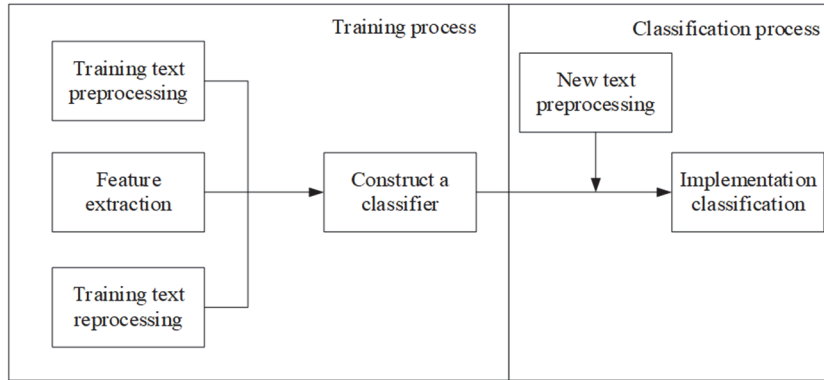 Training process
Training text
preprocessing
Feature
extraction
Training text
reprocessing
Construct a
classifier
Classification process
New text
preprocessing
Implementation
classification